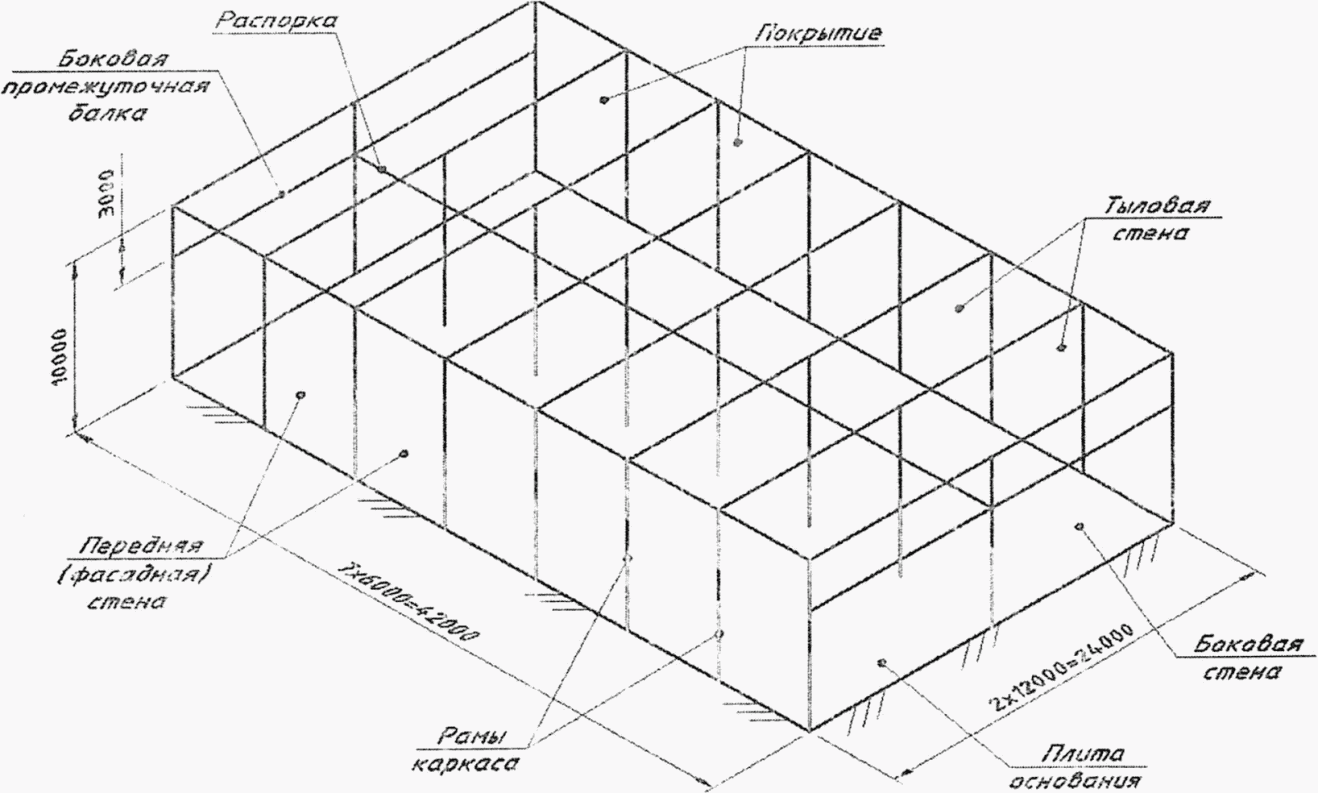 Распорка
Покрытие
Боковая
промежуточная
балка
3000
Тыловая
стена
10000
Передняя
(фасадная)
стена
7х6000=42000
2х12000=24000
Боковая
стена
Рамы
каркаса
Плита
основания